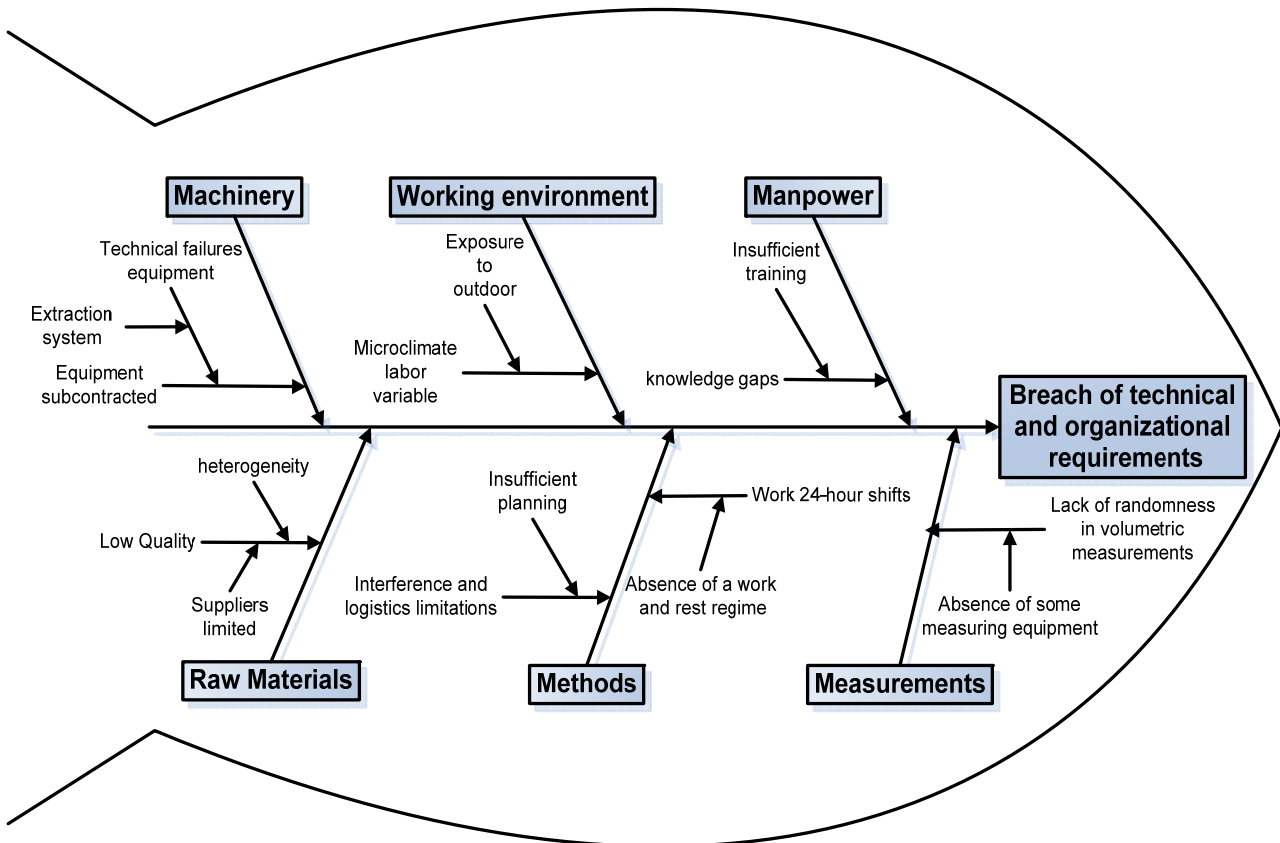 Machinery
Working environment
Manpower
Technical failures
equipment
Exposure
to
outdoor
Insufficient
training
Extraction
system
Microclimate
labor
variable
Equipment
subcontracted
knowledge gaps
Breach of technical
and organizational
requirements
heterogeneity
Insufficient
planning
Work 24-hour shifts
Lack of randomness
in volumetric
measurements
Low Quality
Interference and
logistics limitations
Absence of a work
and rest regime
Suppliers
limited
Absence of some
measuring equipment
Raw Materials
Methods
Measurements